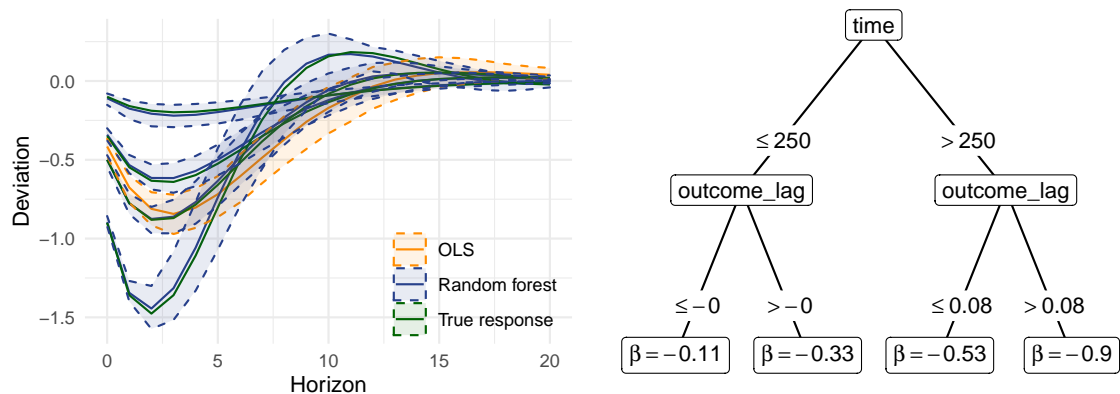 0.0
−0.5
−1.0
−1.5
Deviation
0
5
10
15
20
Horizon
OLS
Random forest
True response
time
≤ 250
> 250
outcome_lag
outcome_lag
≤ −0
> −0
≤ 0.08
> 0.08
β = −0.11
β = −0.33
β = −0.53
β = −0.9